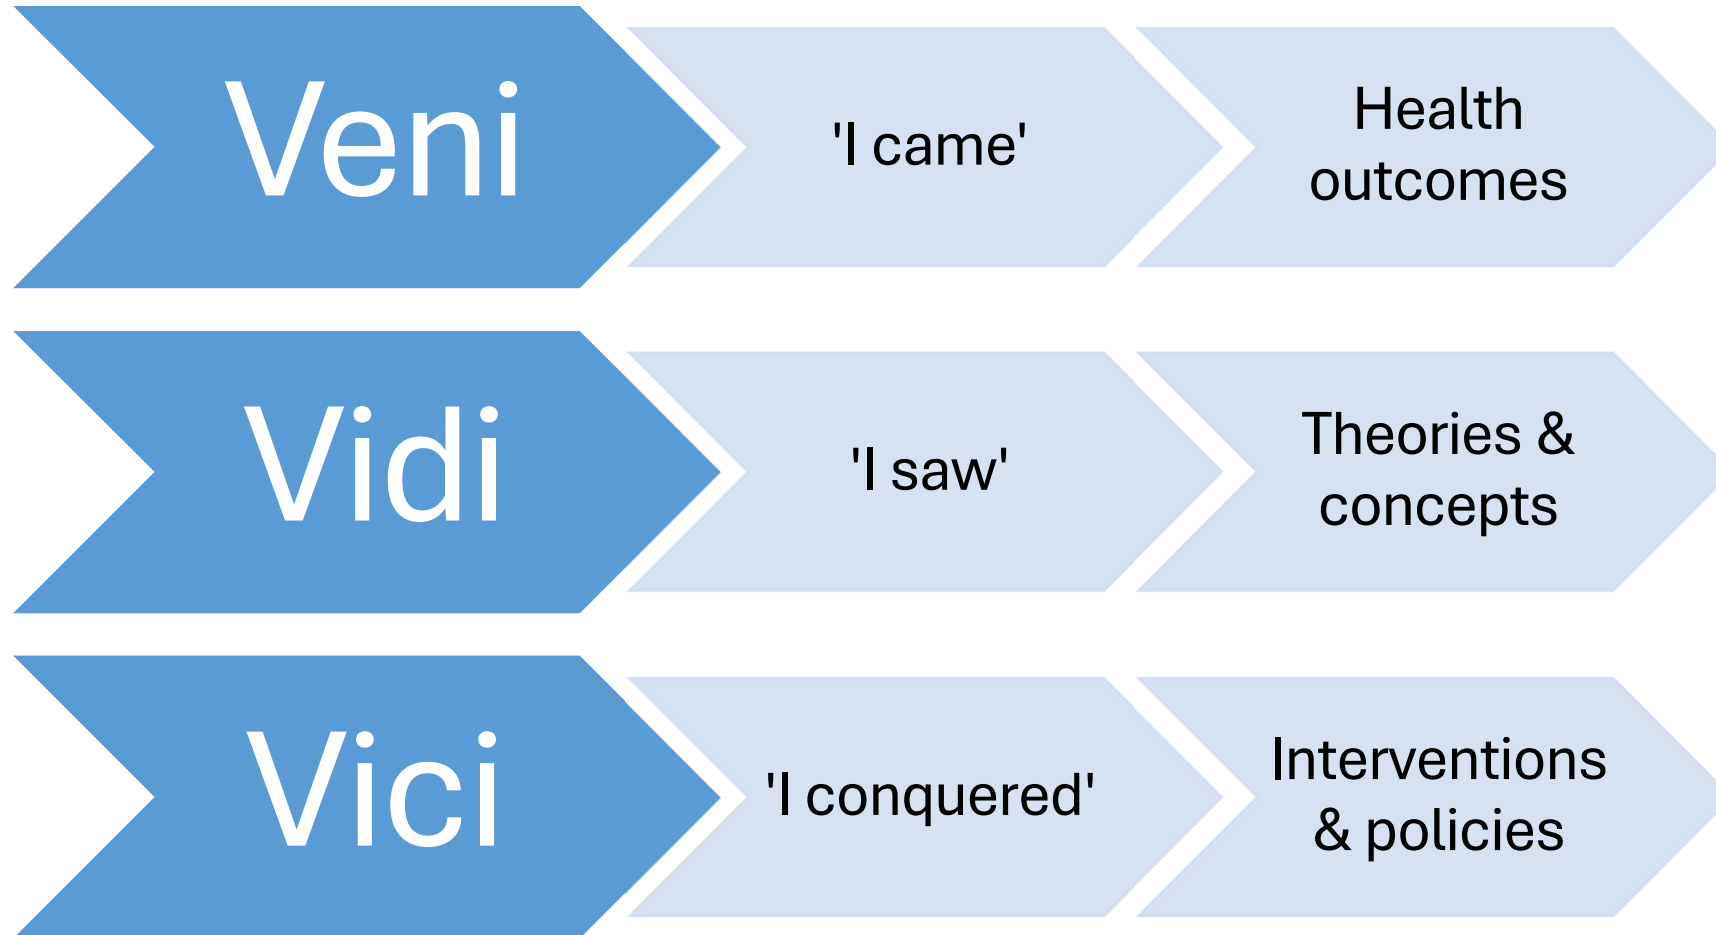 Veni
'I came'
Health
outcomes
Vidi
'I saw'
Theories &
concepts
Vici
'I conquered'
Interventions
& policies